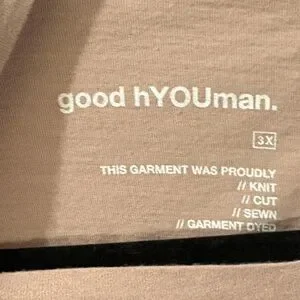 good hYOUman.
3X
THIS GARMENT WAS PROUDLY
// KNIT
// CUT
// SEWN
// GARMENT DYED